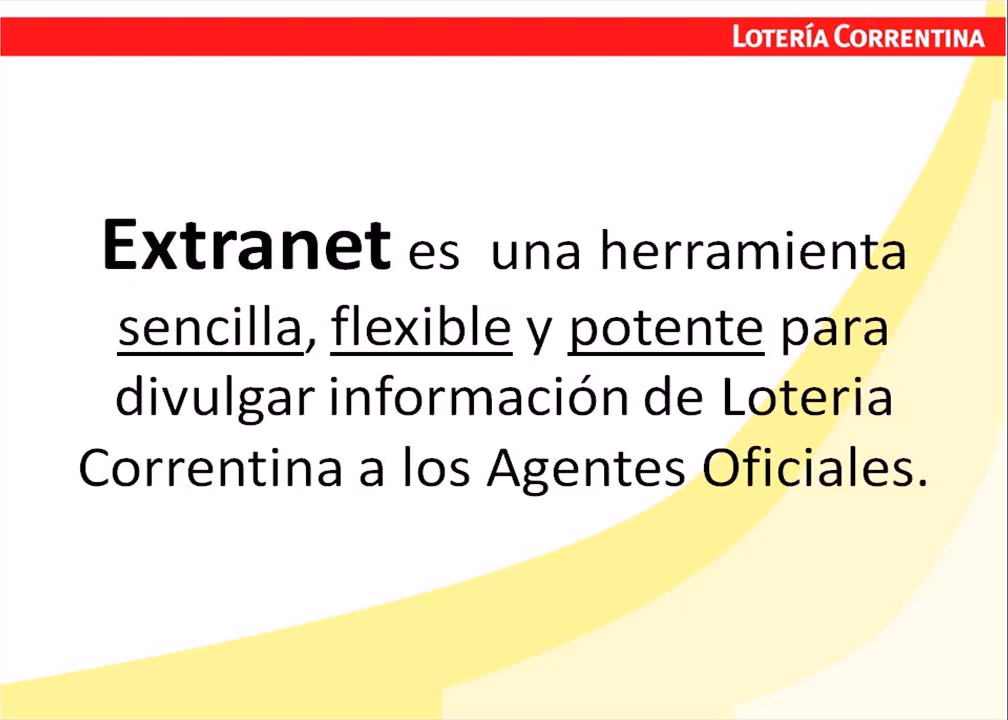 LOTERÍA CORRENTINA
Extranet es una herramienta
sencilla, flexible y potente para
divulgar información de Loteria
Correntina a los Agentes Oficiales.